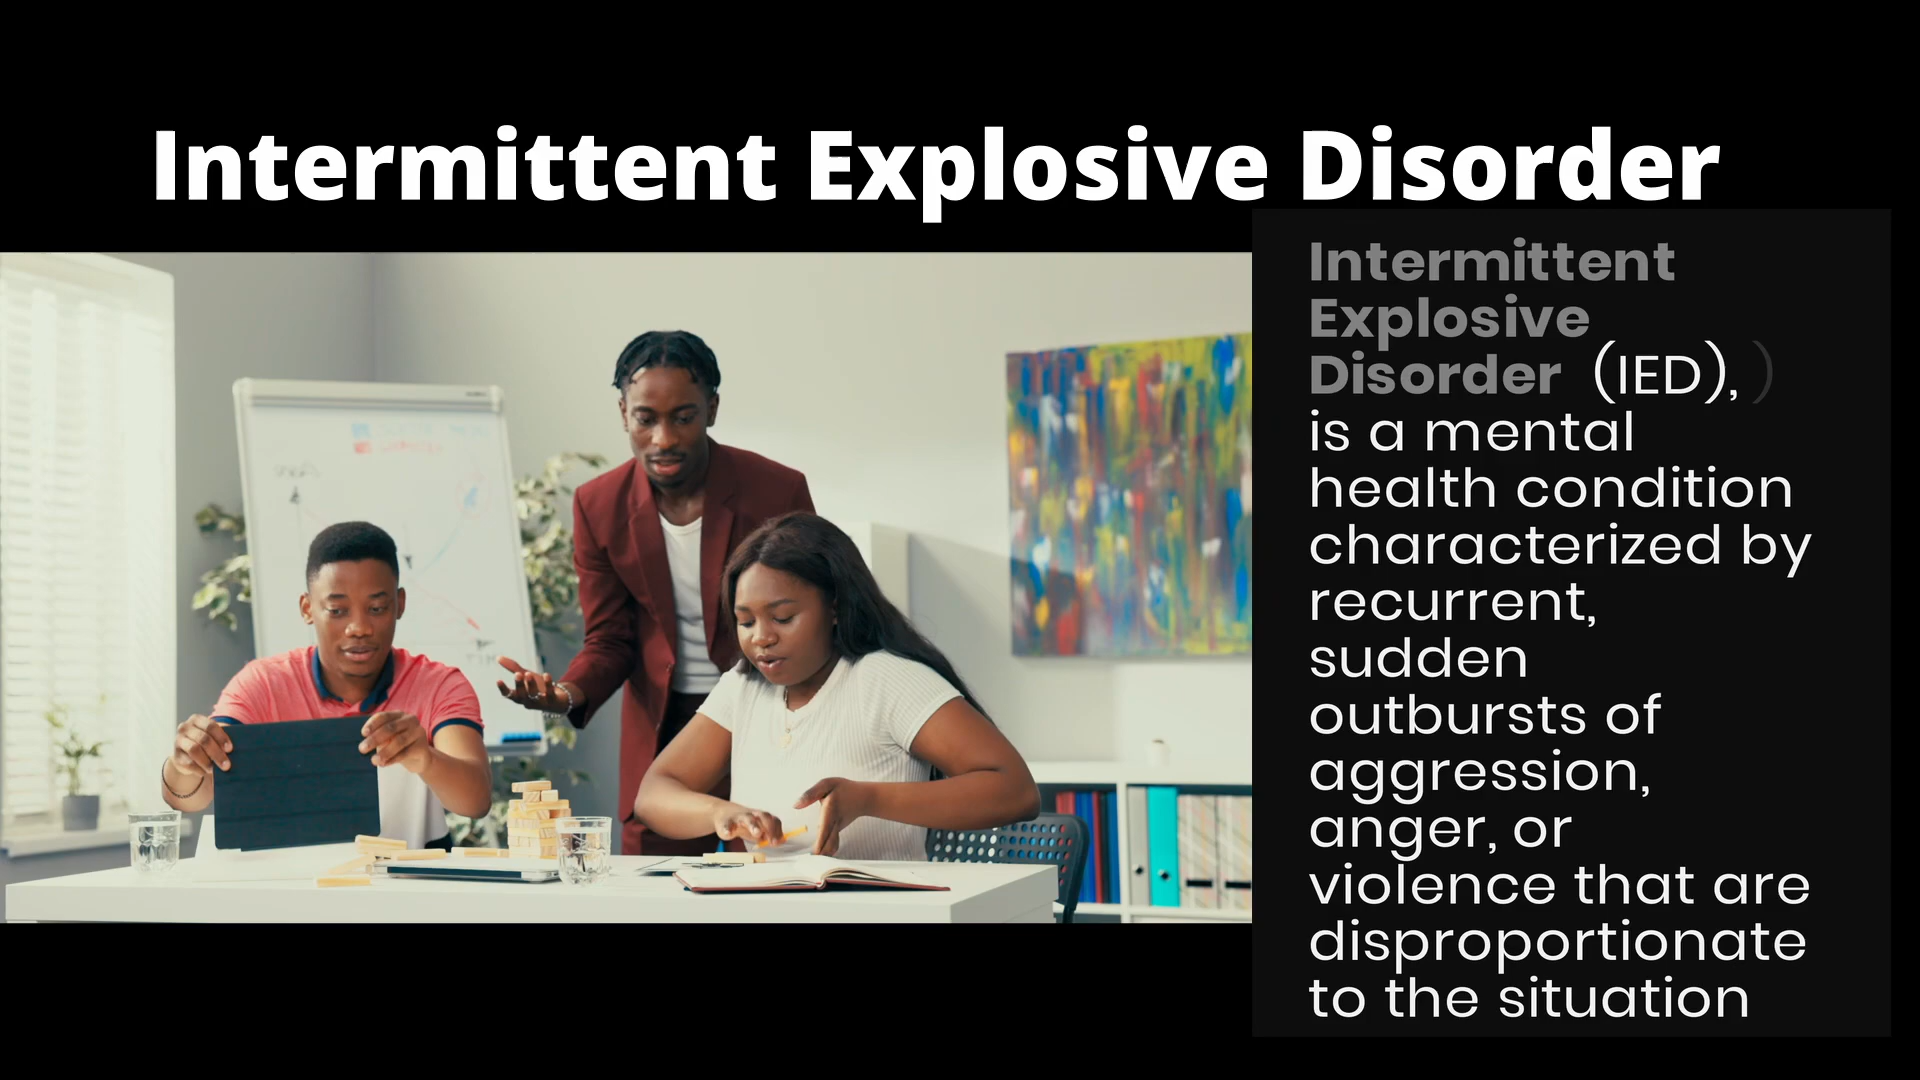 Intermittent Explosive Disorder
Intermittent
Explosive
Disorder (IED), )
is a mental
health condition
characterized by
recurrent,
sudden
outbursts of
aggression,
anger, or
violence that are
disproportionate
to the situation